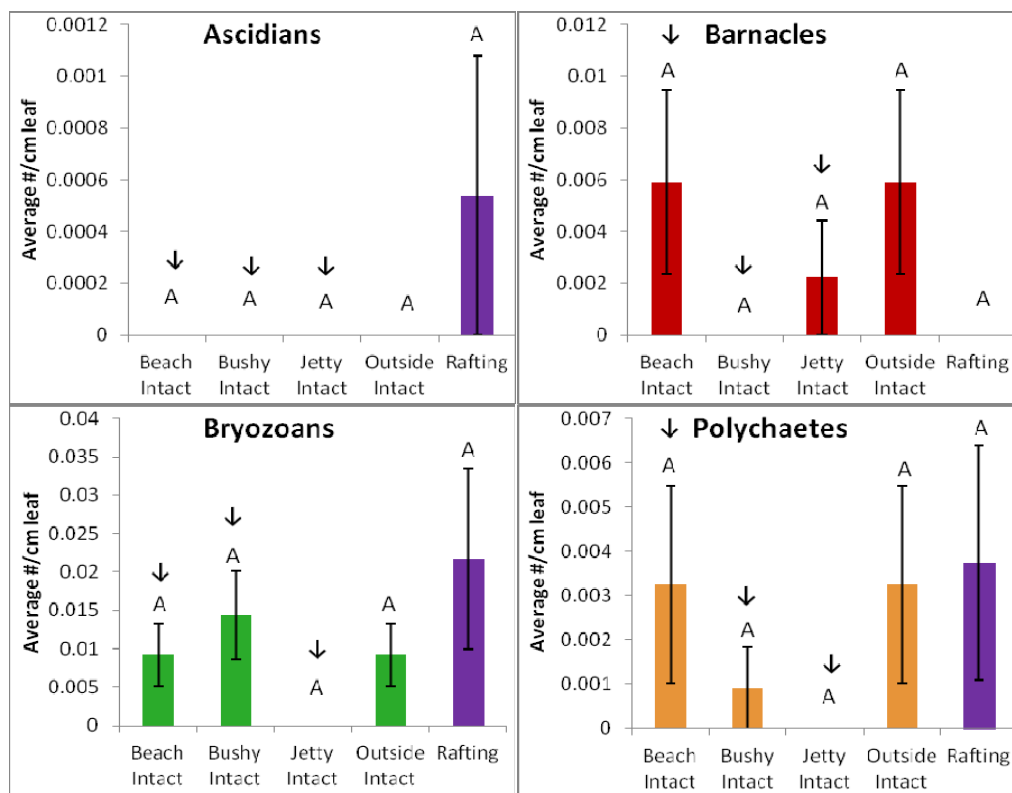 Ascidians
Average #/cm leaf
0.0012
0.001
0.0008
0.0006
0.0004
0.0002
0
↓ ↓ ↓
A A A A A
Beach Intact
Bushy Intact
Jetty Intact
Outside Intact
Rafting
Barnacles
Average #/cm leaf
0.012
0.01
0.008
0.006
0.004
0.002
0
↓ ↓ ↓
A A A A A
Beach Intact
Bushy Intact
Jetty Intact
Outside Intact
Rafting
Bryozoans
Average #/cm leaf
0.04
0.035
0.03
0.025
0.02
0.015
0.01
0.005
0
↓ ↓ ↓
A A A A A
Beach Intact
Bushy Intact
Jetty Intact
Outside Intact
Rafting
Polychaetes
Average #/cm leaf
0.007
0.006
0.005
0.004
0.003
0.002
0.001
0
↓ ↓ ↓
A A A A A
Beach Intact
Bushy Intact
Jetty Intact
Outside Intact
Rafting